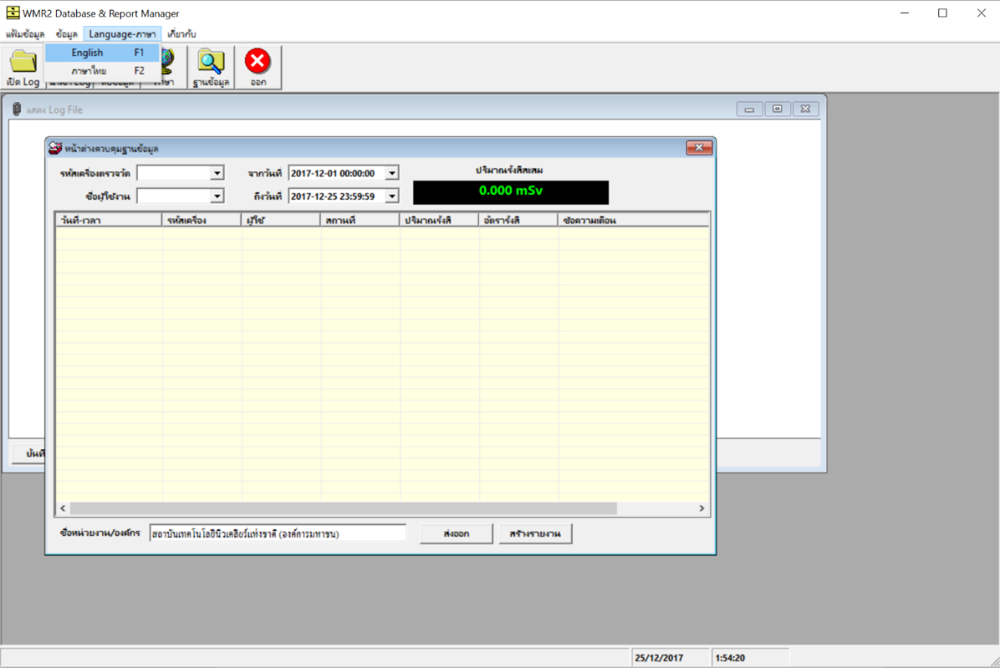 WMR2 Database & Report Manager
แฟ้มข้อมูล ข้อมูล Language-ภาษา เกี่ยวกับ
English F1
ภาษาไทย F2
เปิด Log ฐานข้อมูล ออก
แสดง Log File
หน้าต่างควบคุมฐานข้อมูล
รหัสเครื่องตรวจวัด จากวันที่ 2017-12-01 00:00:00 ปริมาณรังสีสะสม
0.000 mSv
ชื่อผู้ใช้งาน ถึงวันที่ 2017-12-25 23:59:59
วันที่-เวลา รหัสเครื่อง ผู้ใช้ สถานที่ ปริมาณรังสี อัตรารังสี ข้อความเตือน
ชื่อหน่วยงาน/องค์กร สถาบันเทคโนโลยีนิวเคลียร์แห่งชาติ (องค์การมหาชน) ส่งออก สร้างรายงาน
25/12/2017 1:54:20